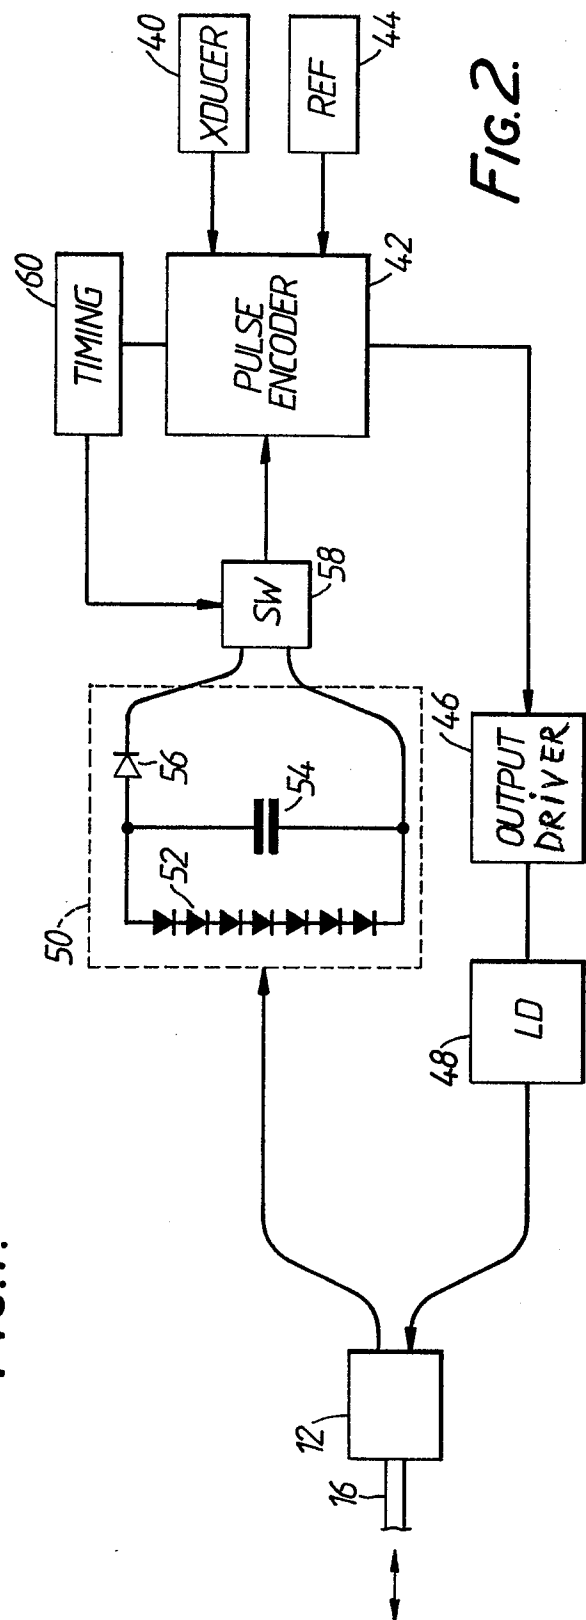 40
XDUCER
44
REF
FIG.2.
60
TIMING
PULSE
ENCODER
42
SW
58
50
56
54
52
46
OUTPUT
DRIVER
48
LD
12
16